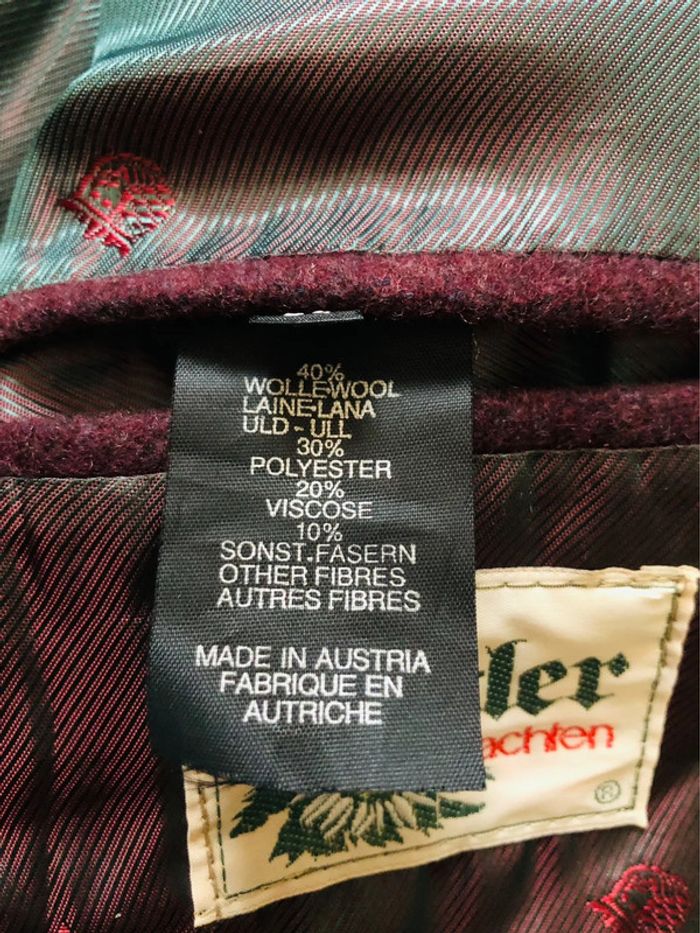 40%
WOLLE-WOOL
LAINE-LANA
ULD - ULL
30%
POLYESTER
20%
VISCOSE
10%
SONST.FASERN
OTHER FIBRES
AUTRES FIBRES
MADE IN AUSTRIA
FABRIQUE EN
AUTRICHE
®